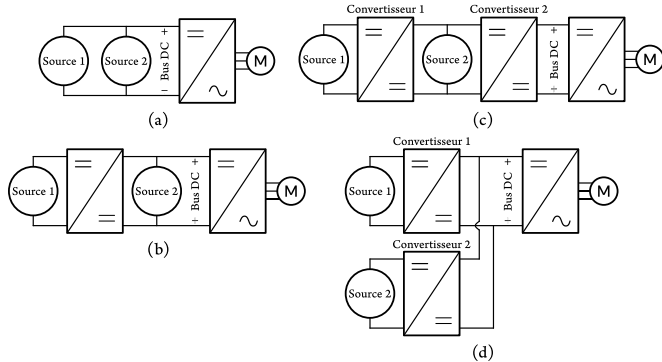 Source 1
Source 2
+
Bus DC
−
M
(a)
Convertisseur 1
Convertisseur 2
Source 1
Source 2
+
Bus DC
÷
M
(c)
Source 1
Source 2
+
Bus DC
÷
M
(b)
Convertisseur 1
Source 1
+
Bus DC
÷
M
Convertisseur 2
Source 2
(d)